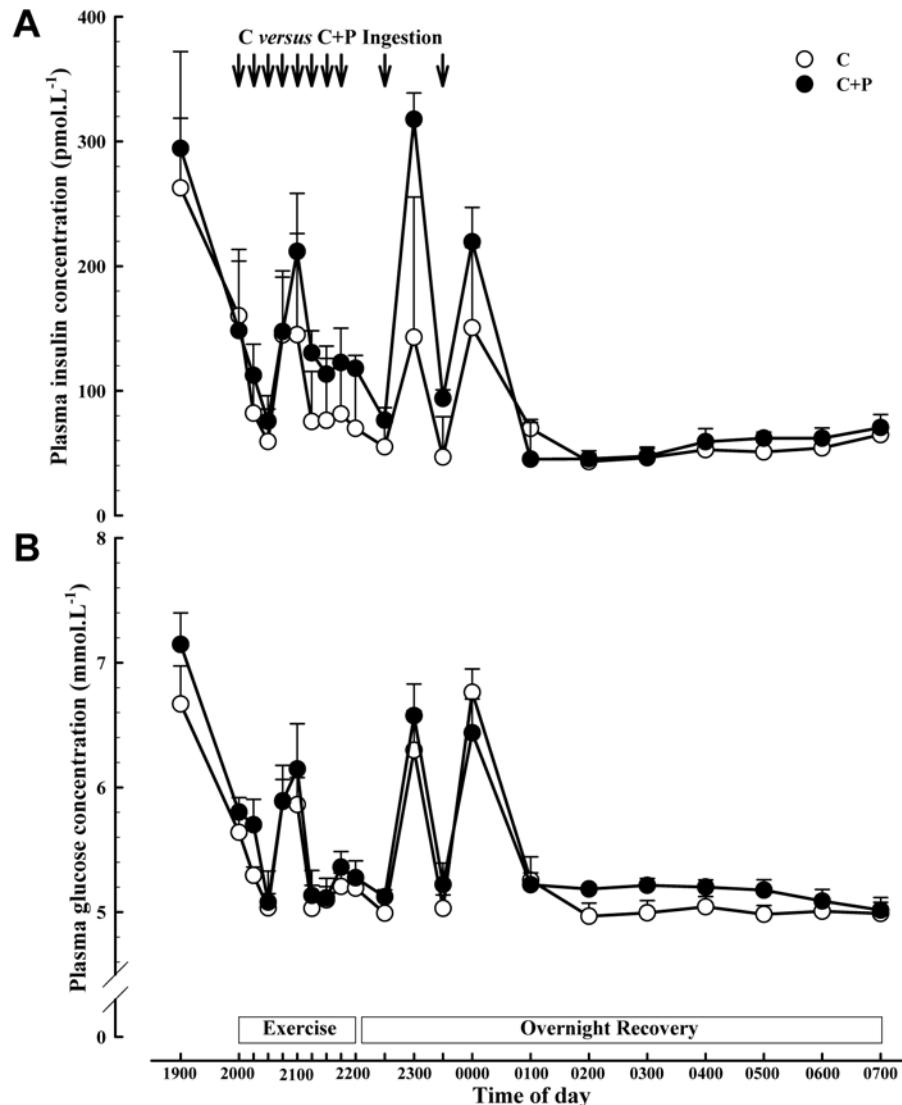 A
400
C versus C+P Ingestion
C
C+P
300
200
100
0
Plasma insulin concentration (pmol.L-1)
B
8
7
6
5
0
Plasma glucose concentration (mmol.L-1)
Exercise
Overnight Recovery
1900 2000 2100 2200 2300 0000 0100 0200 0300 0400 0500 0600 0700
Time of day